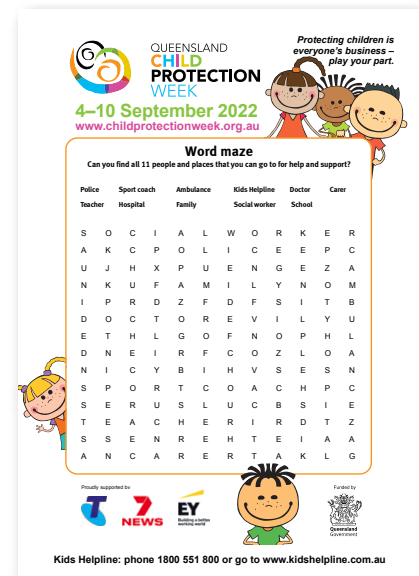 Protecting children is
everyone's business –
play your part.
QUEENSLAND
CHILD
PROTECTION
WEEK
4–10 September 2022
www.childprotectionweek.org.au
Word maze
Can you find all 11 people and places that you can go to for help and support?
Police Sport coach Ambulance Kids Helpline Doctor Carer
Teacher Hospital Family Social worker School
S O C I A L W O R K E R
A K C P O L I C E E P C
U J H X P U E N G E Z A
N K U F A M I L Y N O M
I P R D Z F D F S I T B
D O C T O R E V I L Y U
E T H L G O F N O P H L
D N E I R F C O Z L O A
N I C Y B I H V S E S N
S P O R T C O A C H P C
S E R U S L U C B S I E
T E A C H E R I R D T Z
S S E N R E H T E I A A
A N C A R E R T A K L G
Proudly supported by
7NEWS
EY
Building a better
working world
Funded by
Queensland
Government
Kids Helpline: phone 1800 551 800 or go to www.kidshelpline.com.au